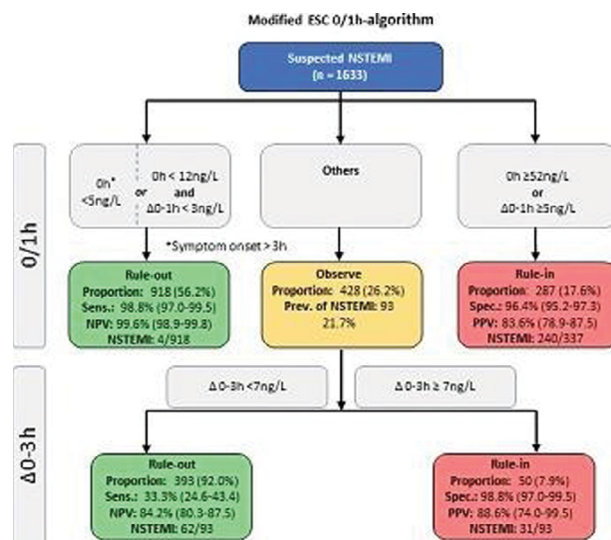 Modified ESC 0/1h-algorithm
Suspected NSTEMI
(n = 1633)
0/1h
0h*
<5ng/L
or
0h < 12ng/L
and
Δ0-1h < 3ng/L
Others
0h ≥52ng/L
or
Δ0-1h ≥5ng/L
*Symptom onset > 3h
Rule-out
Proportion: 918 (56.2%)
Sens.: 98.8% (97.0-99.5)
NPV: 99.6% (98.9-99.8)
NSTEMI: 4/918
Observe
Proportion: 428 (26.2%)
Prev. of NSTEMI: 93
21.7%
Rule-in
Proportion: 287 (17.6%)
Spec.: 96.4% (95.2-97.3)
PPV: 83.6% (78.9-87.5)
NSTEMI: 240/337
Δ0-3h
Δ 0-3h <7ng/L
Δ 0-3h ≥ 7ng/L
Rule-out
Proportion: 393 (92.0%)
Sens.: 33.3% (24.6-43.4)
NPV: 84.2% (80.3-87.5)
NSTEMI: 62/93
Rule-in
Proportion: 50 (7.9%)
Spec.: 98.8% (97.0-99.5)
PPV: 88.6% (74.0-99.5)
NSTEMI: 31/93